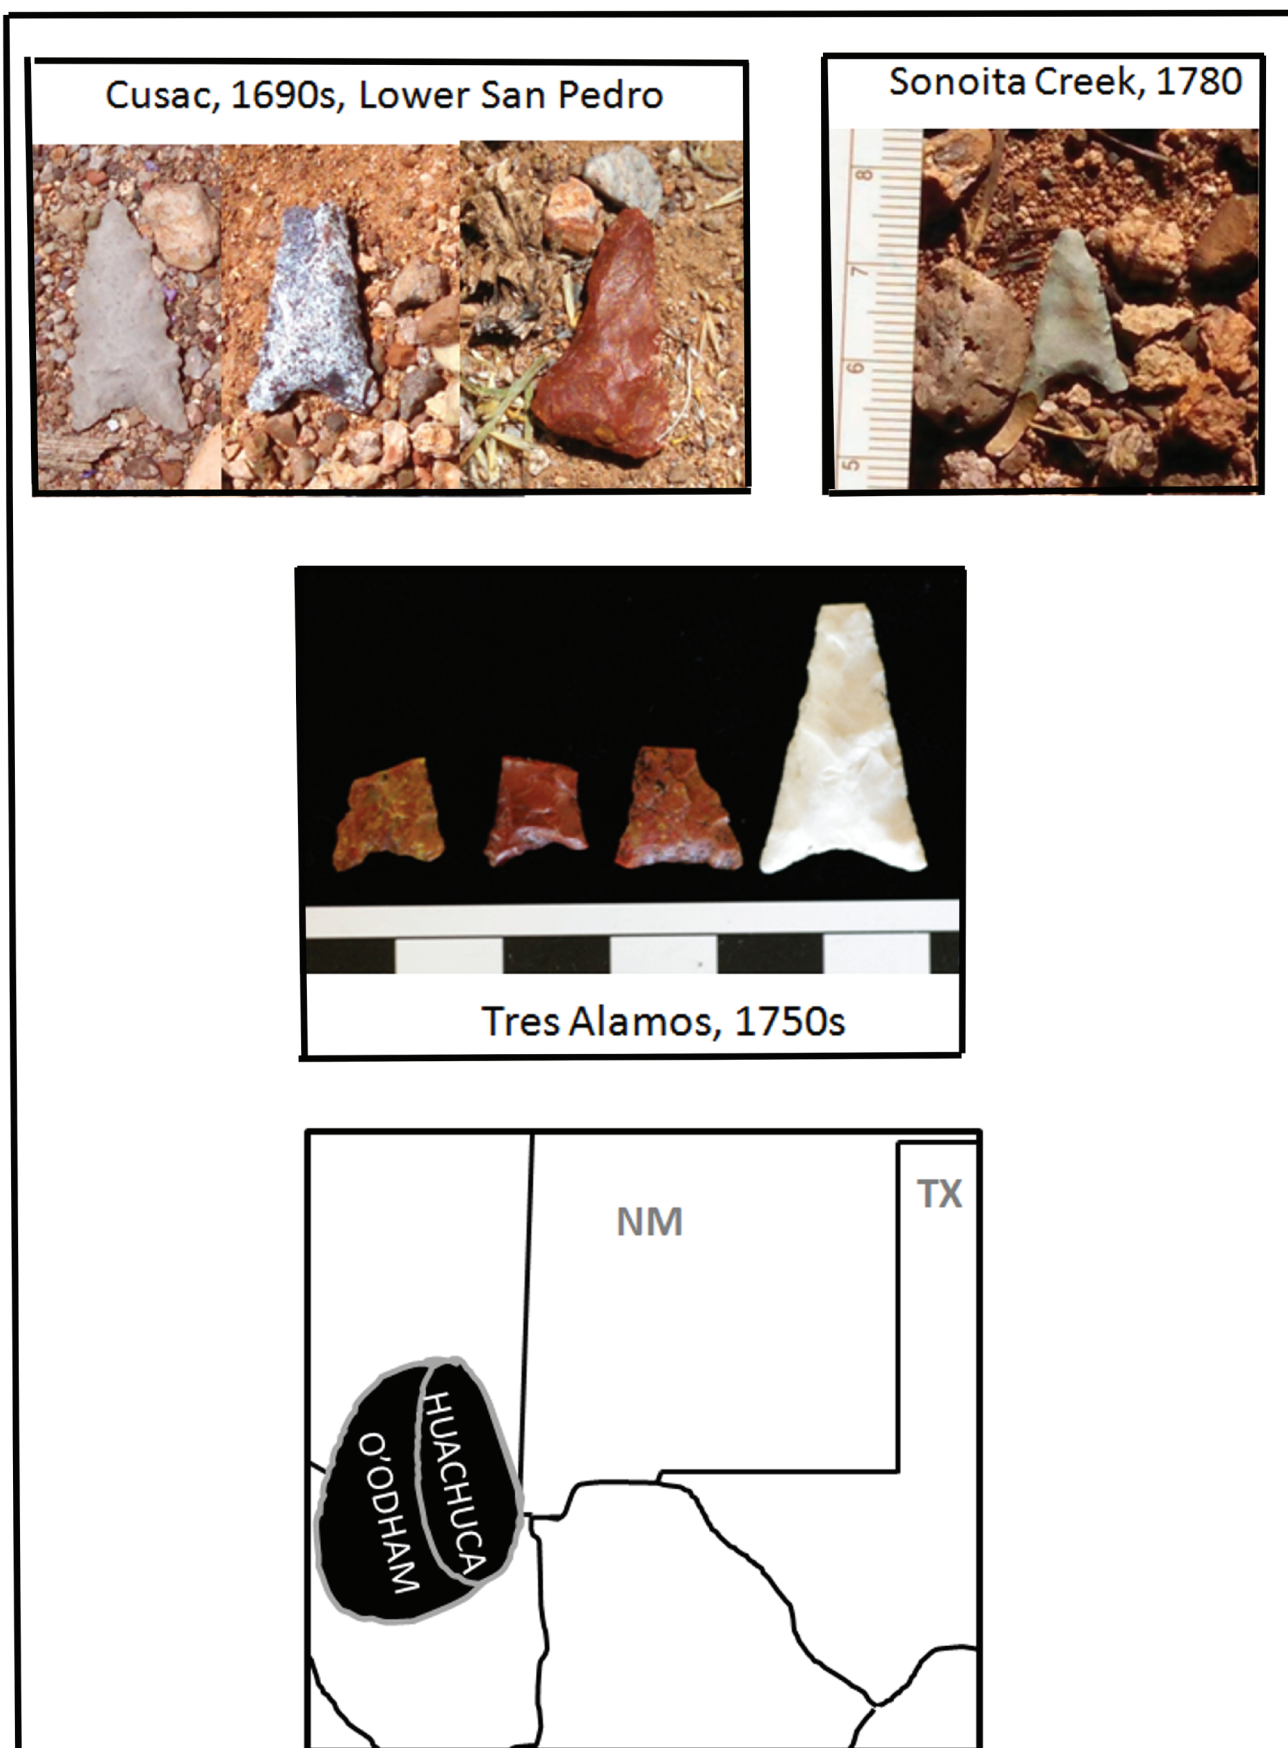 Cusac, 1690s, Lower San Pedro
Sonoita Creek, 1780
8
7
6
5
Tres Alamos, 1750s
NM
TX
HUACHUCA
O'ODHAM